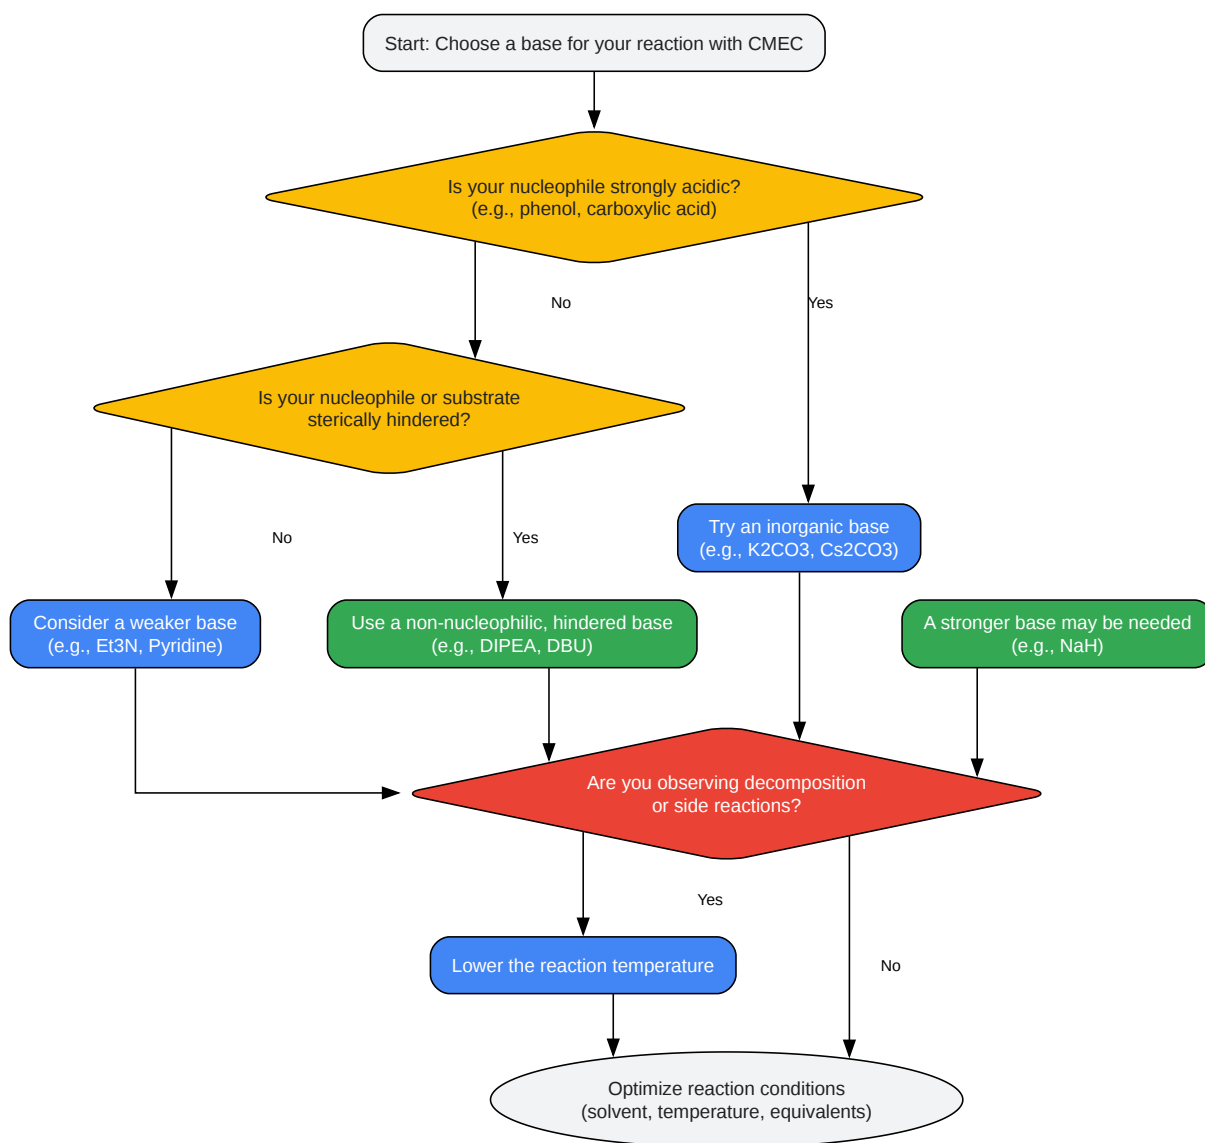 Start: Choose a base for your reaction with CMEC
Is your nucleophile strongly acidic?
(e.g., phenol, carboxylic acid)
No
Yes
Is your nucleophile or substrate
sterically hindered?
No
Yes
Try an inorganic base
(e.g., K2CO3, Cs2CO3)
Consider a weaker base
(e.g., Et3N, Pyridine)
Use a non-nucleophilic, hindered base
(e.g., DIPEA, DBU)
A stronger base may be needed
(e.g., NaH)
Are you observing decomposition
or side reactions?
Yes
No
Lower the reaction temperature
Optimize reaction conditions
(solvent, temperature, equivalents)